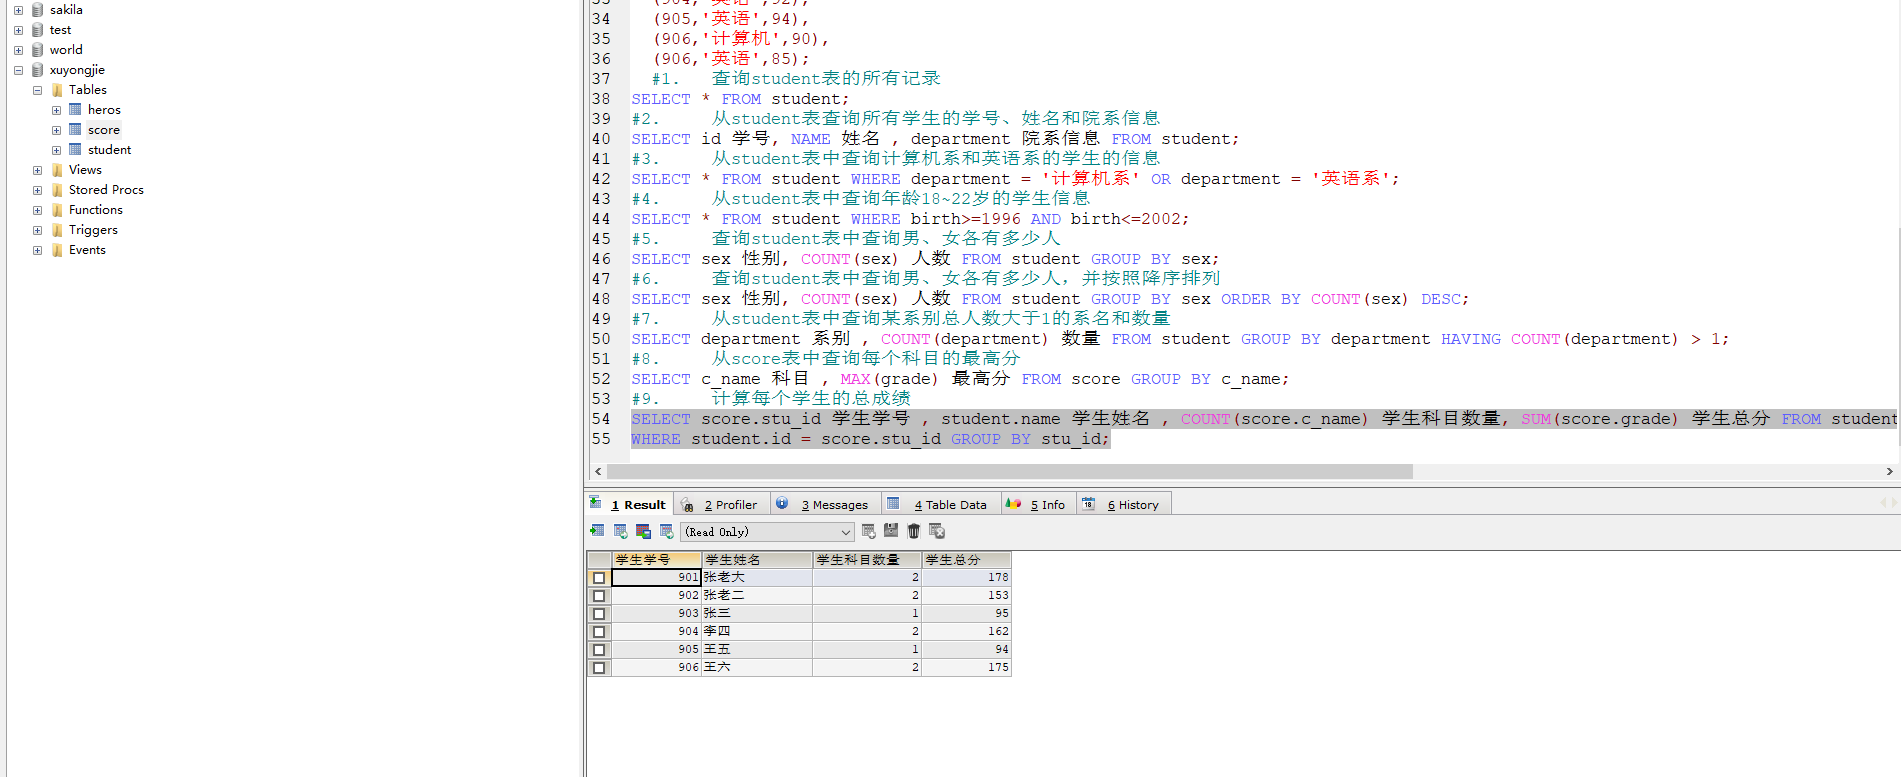 sakila
test
world
xuyongjie
Tables
heros
score
student
Views
Stored Procs
Functions
Triggers
Events
34 (905,'英语',94),
35 (906,'计算机',90),
36 (906,'英语',85);
37 #1. 查询student表的所有记录
38 SELECT * FROM student;
39 #2. 从student表查询所有学生的学号、姓名和院系信息
40 SELECT id 学号, NAME 姓名 , department 院系信息 FROM student;
41 #3. 从student表中查询计算机系和英语系的学生的信息
42 SELECT * FROM student WHERE department = '计算机系' OR department = '英语系';
43 #4. 从student表中查询年龄18~22岁的学生信息
44 SELECT * FROM student WHERE birth>=1996 AND birth<=2002;
45 #5. 查询student表中查询男、女各有多少人
46 SELECT sex 性别, COUNT(sex) 人数 FROM student GROUP BY sex;
47 #6. 查询student表中查询男、女各有多少人，并按照降序排列
48 SELECT sex 性别, COUNT(sex) 人数 FROM student GROUP BY sex ORDER BY COUNT(sex) DESC;
49 #7. 从student表中查询某系别总人数大于1的系名和数量
50 SELECT department 系别 , COUNT(department) 数量 FROM student GROUP BY department HAVING COUNT(department) > 1;
51 #8. 从score表中查询每个科目的最高分
52 SELECT c_name 科目 , MAX(grade) 最高分 FROM score GROUP BY c_name;
53 #9. 计算每个学生的总成绩
54 SELECT score.stu_id 学生学号 , student.name 学生姓名 , COUNT(score.c_name) 学生科目数量, SUM(score.grade) 学生总分 FROM student
55 WHERE student.id = score.stu_id GROUP BY stu_id;
1 Result 2 Profiler 3 Messages 4 Table Data 5 Info 6 History
(Read Only)
学生学号 学生姓名 学生科目数量 学生总分
901 张老大 2 178
902 张老二 2 153
903 张三 1 95
904 李四 2 162
905 王五 1 94
906 王六 2 175